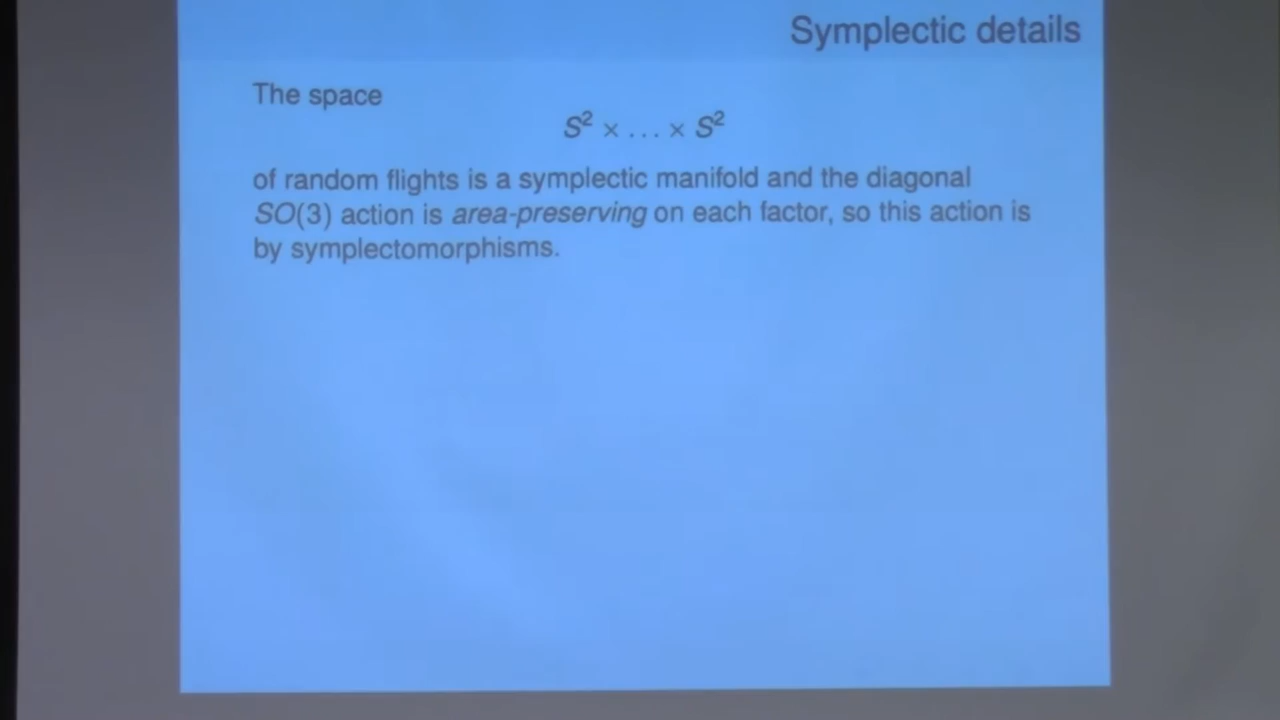 Symplectic details
The space
S² × … × S²
of random flights is a symplectic manifold and the diagonal
SO(3) action is area-preserving on each factor, so this action is
by symplectomorphisms.